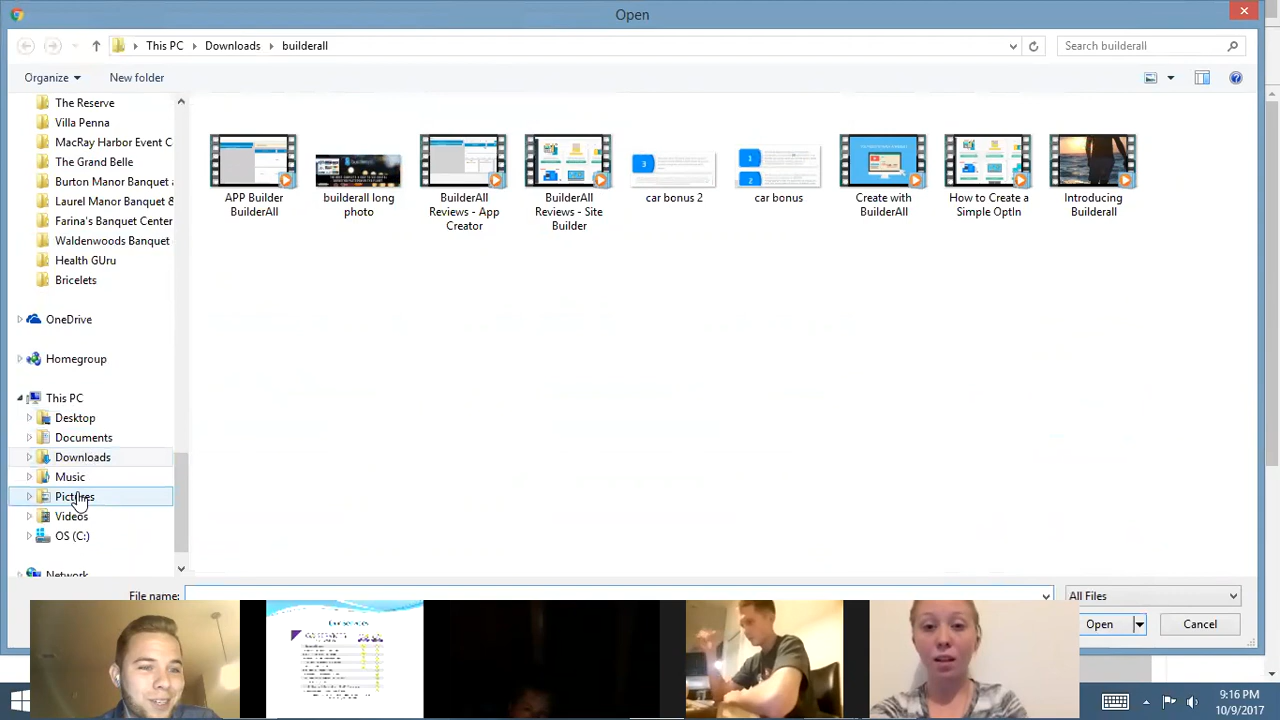 Open
This PC
Downloads
builderall
Search builderall
Organize
New folder
The Reserve
Villa Penna
MacRay Harbor Event C
The Grand Belle
Burton Manor Banquet
Laurel Manor Banquet &
Farina's Banquet Center
Waldenwoods Banquet
Health GUru
Bricelets
OneDrive
Homegroup
This PC
Desktop
Documents
Downloads
Music
Pictures
Videos
OS (C:)
Network
APP Builder
BuilderAll
builderall long
photo
BuilderAll
Reviews - App
Creator
BuilderAll
Reviews - Site
Builder
car bonus 2
car bonus
Create with
BuilderAll
How to Create a
Simple OptIn
Introducing
Builderall
3
1
2
File name:
All Files
Open
Cancel
9:16 PM
10/9/2017